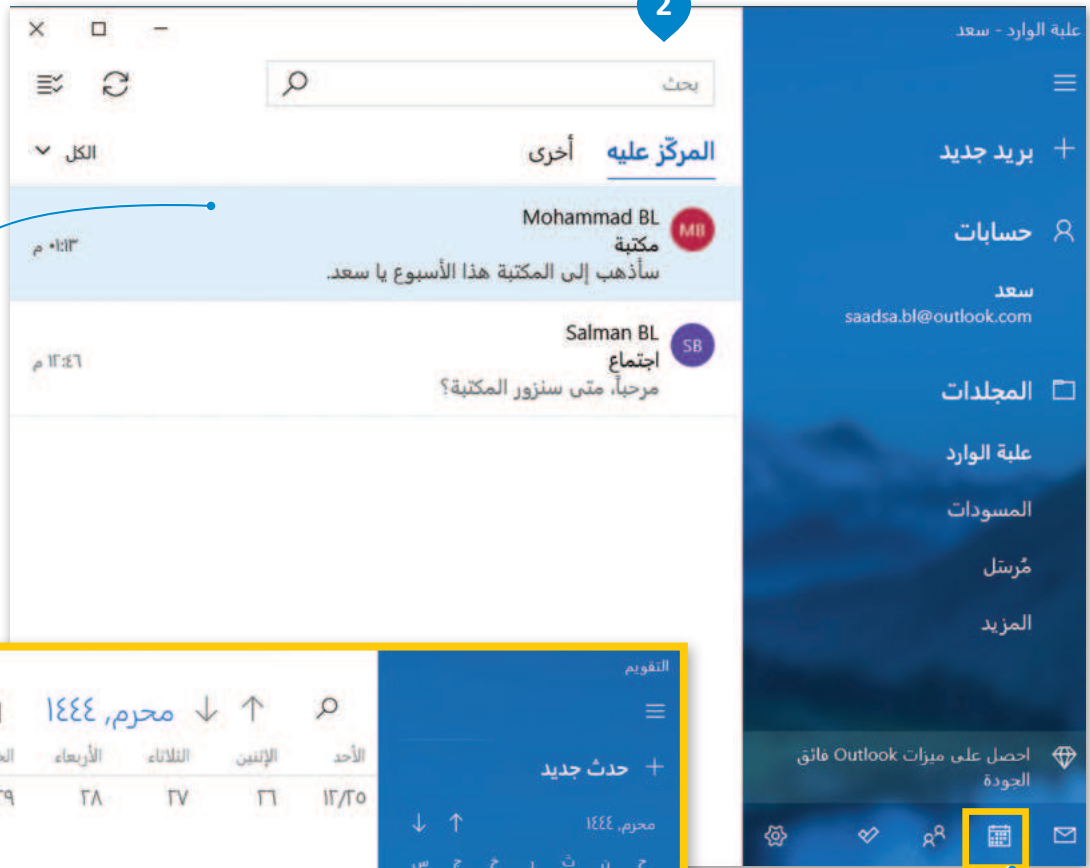 2
علبة الوارد - سعد
بريد جديد
حسابات
سعد
saadsa.bl@outlook.com
المجلدات
علبة الوارد
المسودات
مُرسَل
المزيد
احصل على ميزات Outlook فائق
الجودة
بحث
المركّز عليه أخرى الكل
MB
Mohammad BL
مكتبة
٠١:١٣ م
سأذهب إلى المكتبة هذا الأسبوع يا سعد.
SB
Salman BL
اجتماع
١٢:٤٦ م
مرحباً، متى سنزور المكتبة؟
التقويم
حدث جديد
محرم, ١٤٤٤
محرم, ١٤٤٤
الأحد الإثنين الثلاثاء الأربعاء
١٢/٢٥ ٢٦ ٢٧ ٢٨